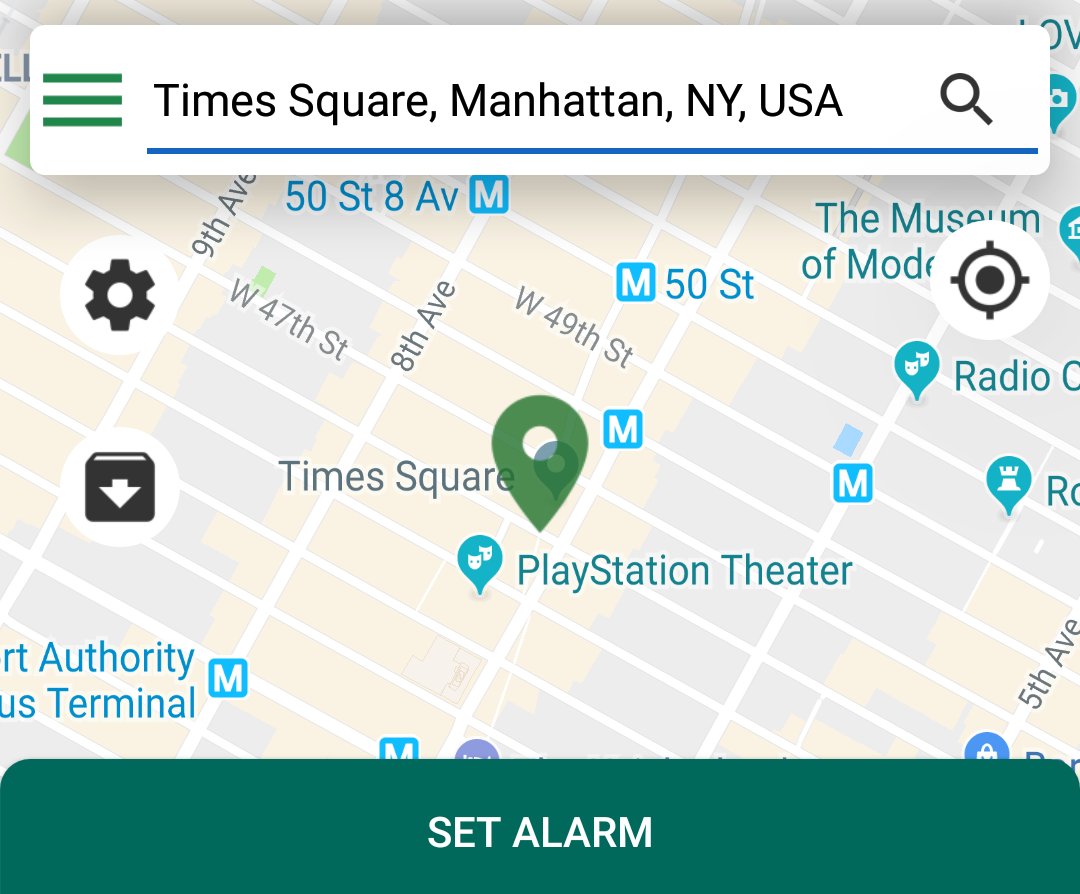 Times Square, Manhattan, NY, USA
50 St 8 Av M
9th Ave
The Museum
of Mode
M 50 St
W 47th St
8th Ave
W 49th St
Radio C
M
Times Square
M
Ro
PlayStation Theater
rt Authority
us Terminal
M
5th Ave
M
SET ALARM